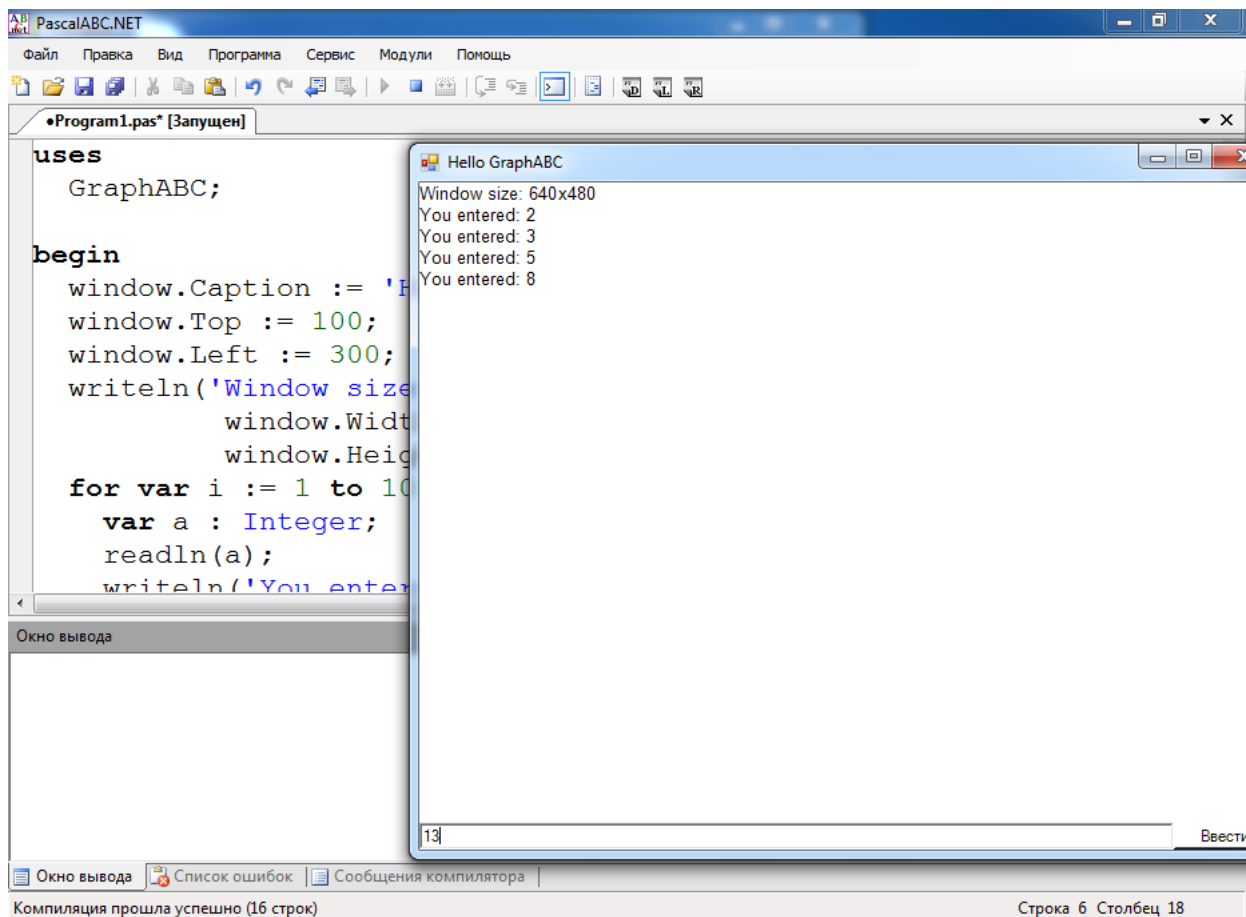 PascalABC.NET
Файл Правка Вид Программа Сервис Модули Помощь
•Program1.pas* [Запущен]
uses
GraphABC;
begin
window.Caption := 'H
window.Top := 100;
window.Left := 300;
writeln('Window size
window.Widt
window.Heig
for var i := 1 to 10
var a : Integer;
readln(a);
writeln('You enter
Hello GraphABC
Window size: 640x480
You entered: 2
You entered: 3
You entered: 5
You entered: 8
13
Ввести
Окно вывода
Окно вывода Список ошибок Сообщения компилятора
Компиляция прошла успешно (16 строк) Строка 6 Столбец 18